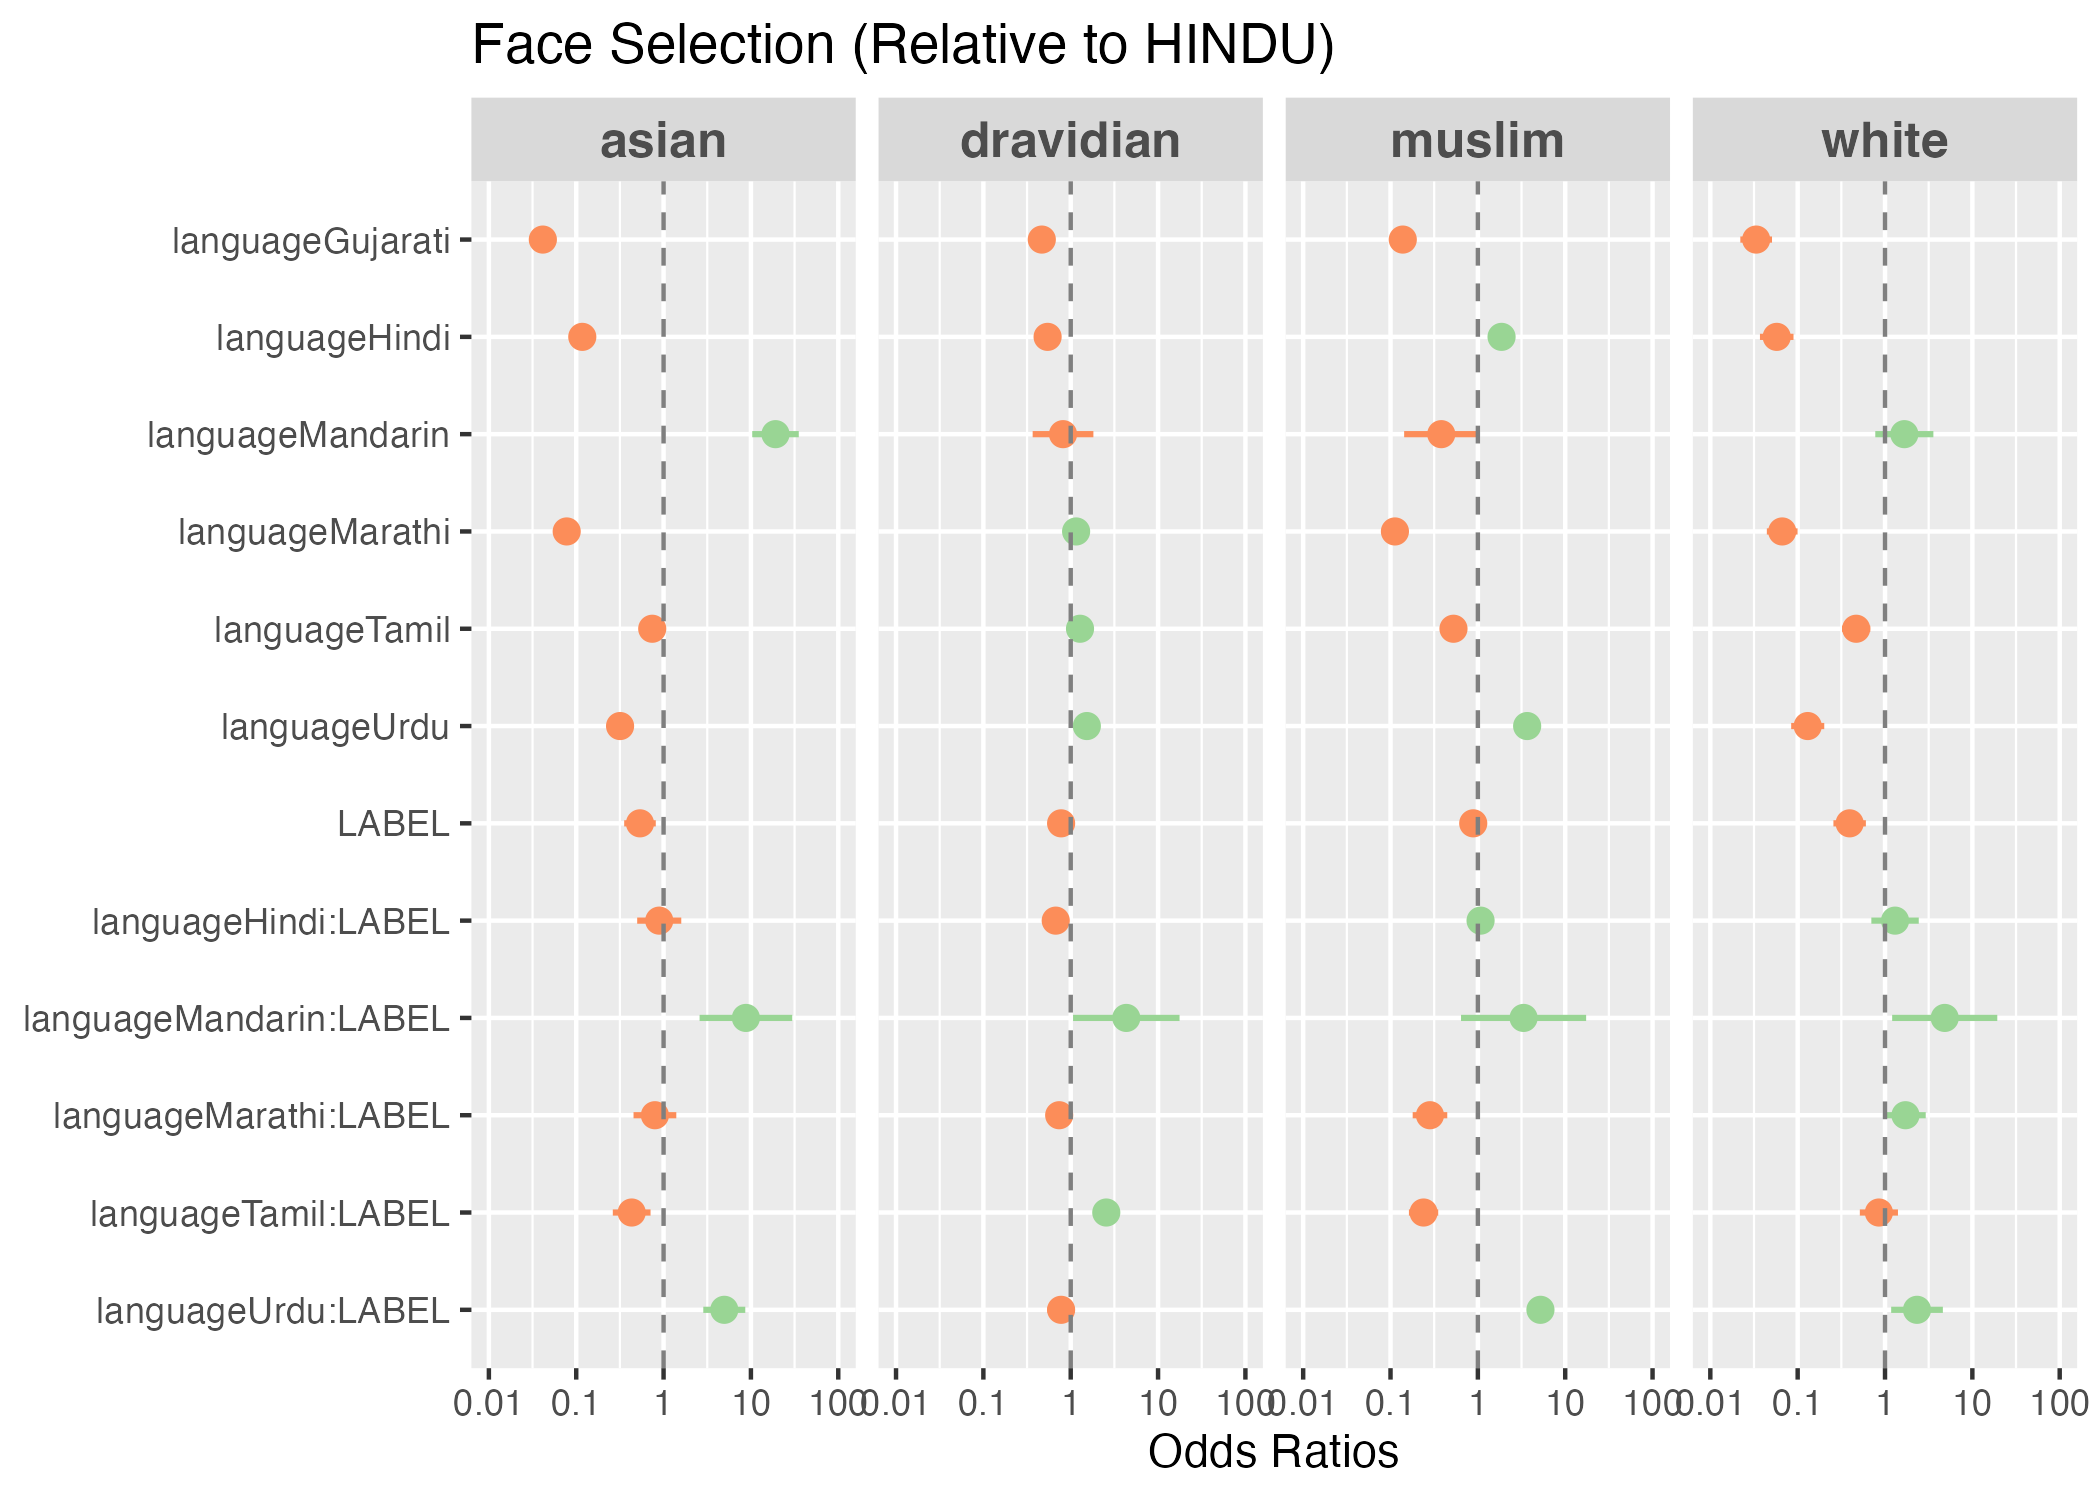 Face Selection (Relative to HINDU)
asian dravidian muslim white
languageGujarati
languageHindi
languageMandarin
languageMarathi
languageTamil
languageUrdu
LABEL
languageHindi:LABEL
languageMandarin:LABEL
languageMarathi:LABEL
languageTamil:LABEL
languageUrdu:LABEL
0.01 0.1 1 10 100 0.01 0.1 1 10 100 0.01 0.1 1 10 100 0.01 0.1 1 10 100
Odds Ratios